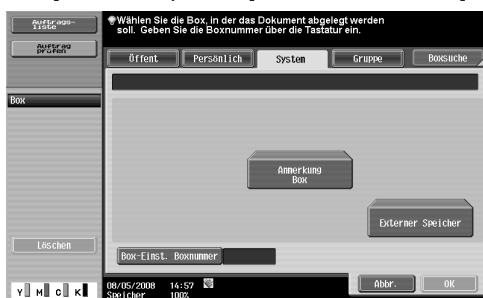 Auftrags-
liste
Auftrag
prüfen
Wählen Sie die Box, in der das Dokument abgelegt werden
soll. Geben Sie die Boxnummer über die Tastatur ein.
Öffent Persönlich System Gruppe Boxsuche
Box
Anmerkung
Box
Externer Speicher
Löschen
Box-Einst. Boxnummer
08/05/2008 14:57
Speicher 100%
Abbr. OK
Y M C K